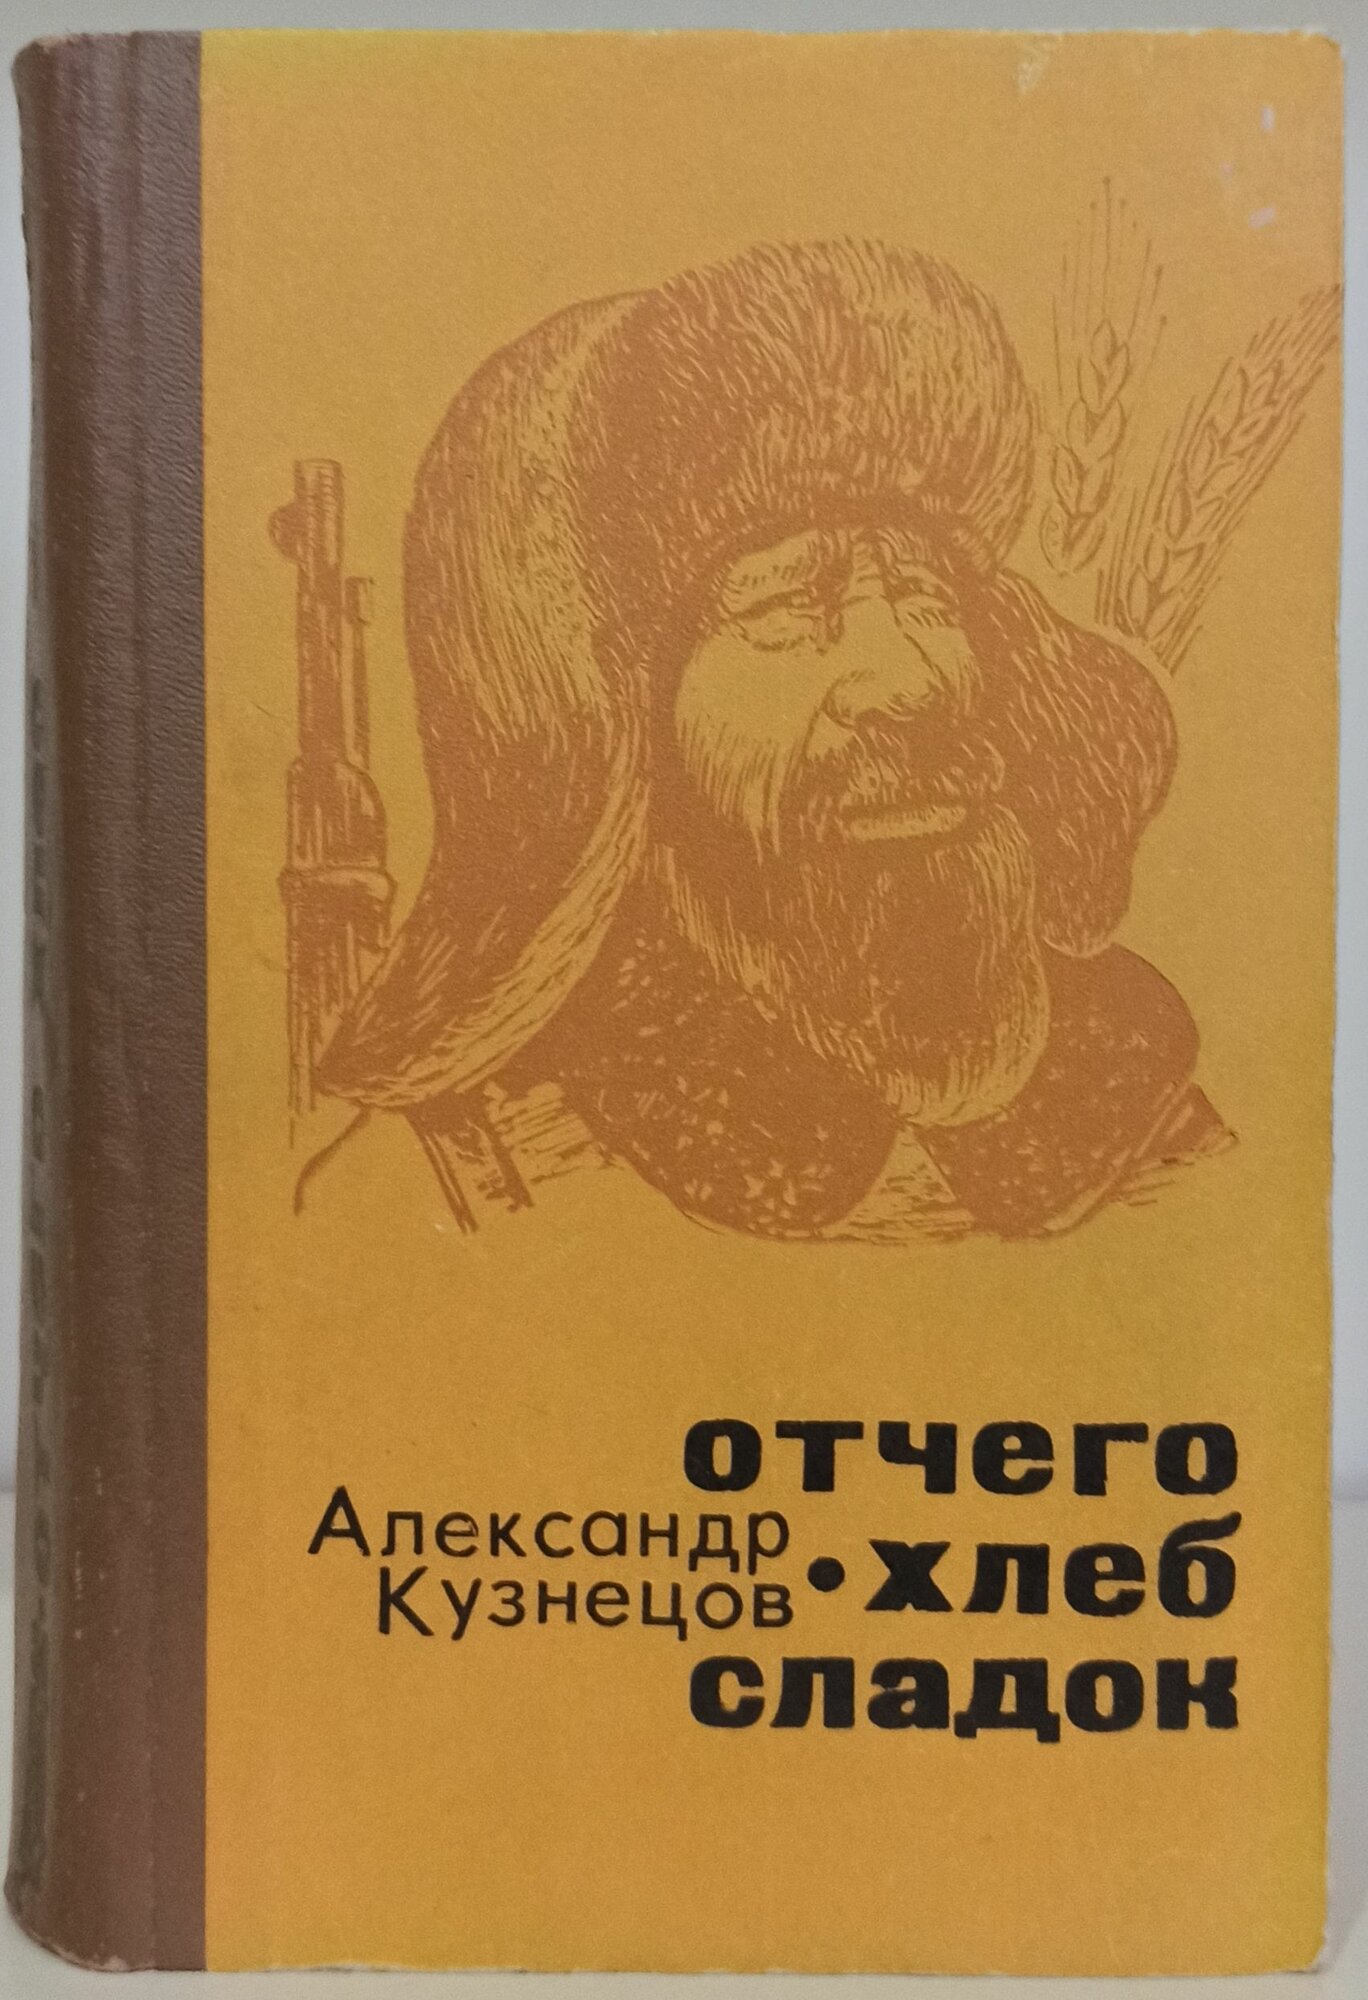 отчего
Александр
Кузнецов
• хлеб
сладок